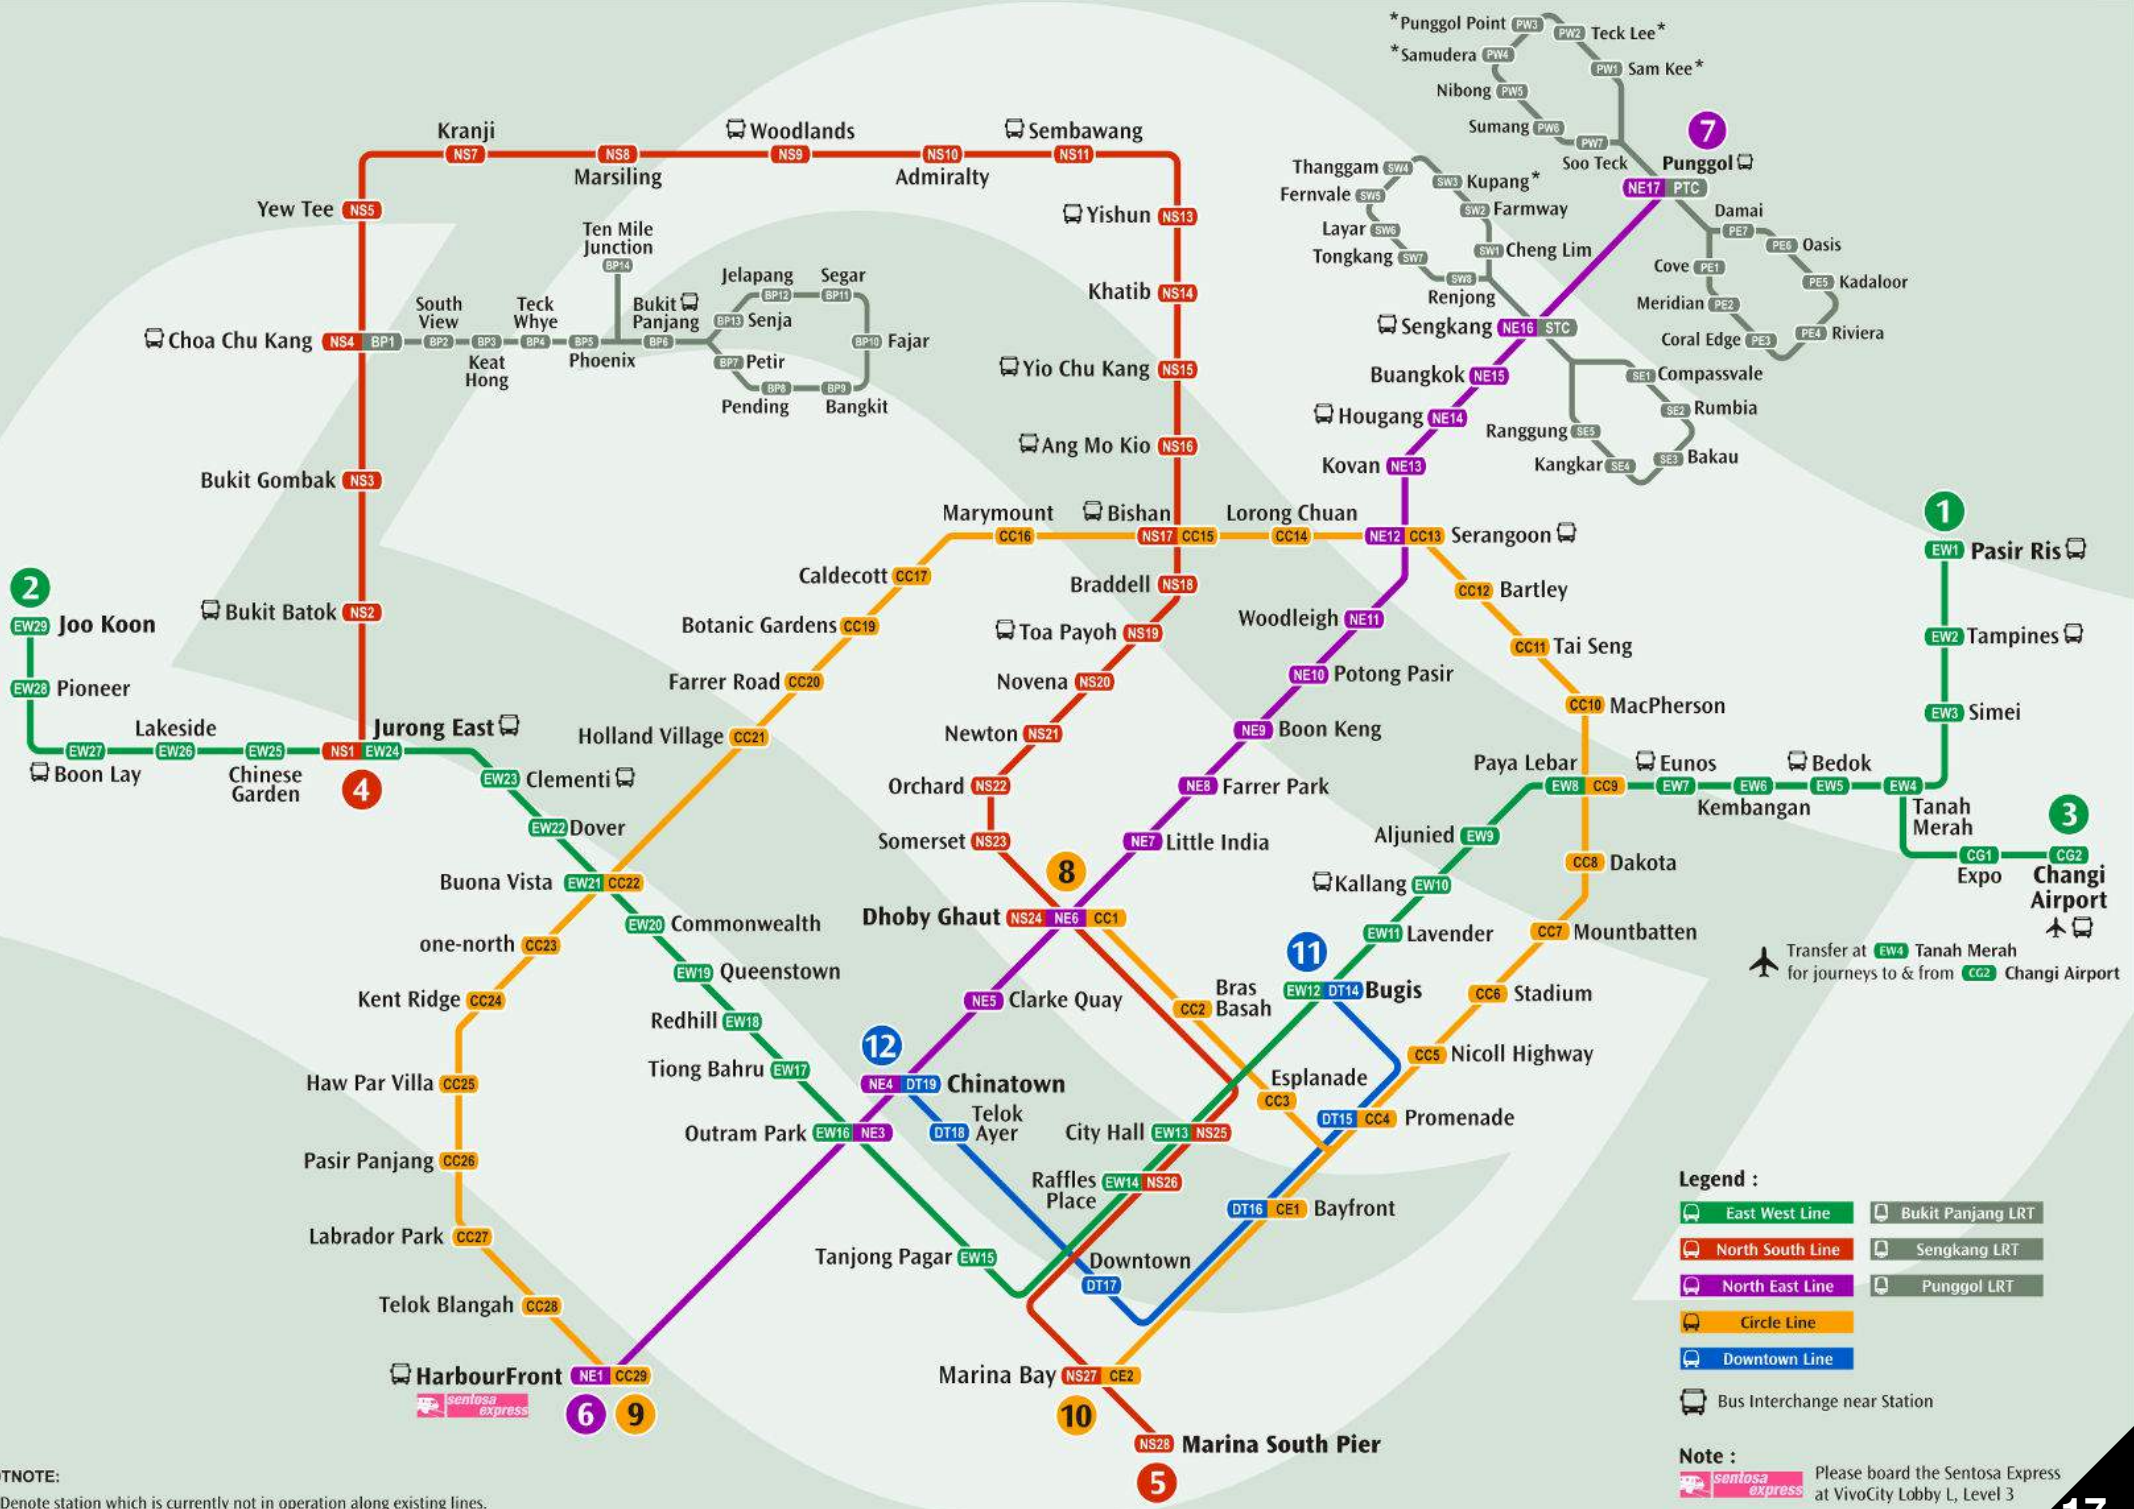 *Punggol Point PW3
PW2 Teck Lee*
*Samudera PW4
PW1 Sam Kee*
Nibong PW5
Sumang PW6
PW7
Soo Teck
7
Punggol
NE17 PTC
Damai
PE7
PE6 Oasis
Cove PE1
PE5 Kadaloor
Meridian PE2
Coral Edge PE3
PE4 Riviera
Thanggam SW4
SW3 Kupang*
Fernvale SW5
SW2 Farmway
Layar SW6
SW1 Cheng Lim
Tongkang SW7
SW8
Renjong
Sengkang NE16 STC
SE1 Compassvale
SE2 Rumbia
Ranggung SE5
Kangkar SE4
SE3 Bakau
Buangkok NE15
Hougang NE14
Kovan NE13
Kranji
NS7
NS8
Marsiling
Woodlands
NS9
NS10
Admiralty
Sembawang
NS11
Yew Tee NS5
Yishun NS13
Khatib NS14
Yio Chu Kang NS15
Ang Mo Kio NS16
Ten Mile
Junction
BP14
Choa Chu Kang NS4 BP1
South
View
BP2
BP3
Keat
Hong
Teck
Whye
BP4
BP5
Phoenix
Bukit
Panjang
BP6
Jelapang
BP12
Segar
BP11
BP13 Senja
BP10 Fajar
BP7 Petir
BP8
Pending
BP9
Bangkit
Bukit Gombak NS3
Bukit Batok NS2
Marymount
CC16
Bishan
NS17 CC15
Lorong Chuan
CC14
NE12 CC13 Serangoon
Caldecott CC17
Braddell NS18
CC12 Bartley
Botanic Gardens CC19
Toa Payoh NS19
Woodleigh NE11
CC11 Tai Seng
Farrer Road CC20
Novena NS20
NE10 Potong Pasir
CC10 MacPherson
Holland Village CC21
Newton NS21
NE9 Boon Keng
1
EW1 Pasir Ris
EW2 Tampines
EW3 Simei
2
EW29 Joo Koon
EW28 Pioneer
EW27
Boon Lay
Lakeside
EW26
EW25
Chinese
Garden
Jurong East
NS1 EW24
4
EW23 Clementi
EW22 Dover
Orchard NS22
NE8 Farrer Park
Somerset NS23
NE7 Little India
Paya Lebar
EW8 CC9
Eunos
EW7
EW6
Kembangan
Bedok
EW5
EW4
Tanah
Merah
3
CG1
Expo
CG2
Changi
Airport
Transfer at EW4 Tanah Merah
for journeys to & from CG2 Changi Airport
Aljunied EW9
CC8 Dakota
Kallang EW10
EW11 Lavender
CC7 Mountbatten
Buona Vista EW21 CC22
8
Dhoby Ghaut NS24 NE6 CC1
EW20 Commonwealth
one-north CC23
EW19 Queenstown
11
EW12 DT14 Bugis
CC6 Stadium
Kent Ridge CC24
NE5 Clarke Quay
CC2
Bras
Basah
Redhill EW18
12
CC5 Nicoll Highway
Haw Par Villa CC25
Tiong Bahru EW17
NE4 DT19 Chinatown
Esplanade
CC3
DT15 CC4 Promenade
Outram Park EW16 NE3
DT18
Telok
Ayer
City Hall EW13 NS25
Pasir Panjang CC26
Raffles
Place
EW14 NS26
DT16 CE1 Bayfront
Labrador Park CC27
Tanjong Pagar EW15
Downtown
DT17
Telok Blangah CC28
HarbourFront NE1 CC29
sentosa
express
6
9
Marina Bay NS27 CE2
10
NS28 Marina South Pier
5
Legend :
East West Line
Bukit Panjang LRT
North South Line
Sengkang LRT
North East Line
Punggol LRT
Circle Line
Downtown Line
Bus Interchange near Station
Note :
sentosa
express
Please board the Sentosa Express
at VivoCity Lobby L, Level 3
TNOTE:
Denote station which is currently not in operation along existing lines.